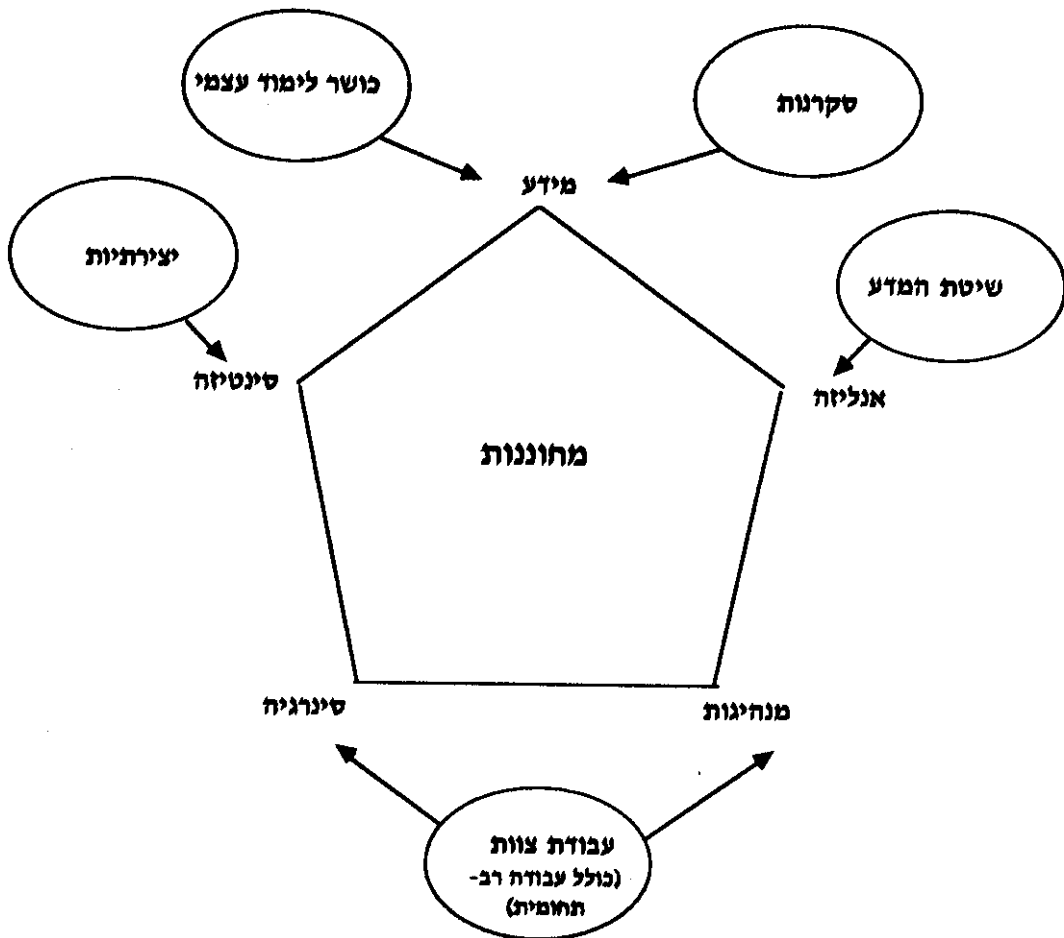 כושר לימוד עצמי
סקרנות
מידע
יצירתיות
שיטת המדע
סינטיזה
אנליזה
מחוננות
סינרגיה
מנהיגות
עבודת צוות
(כולל עבודה רב-
תחומית)